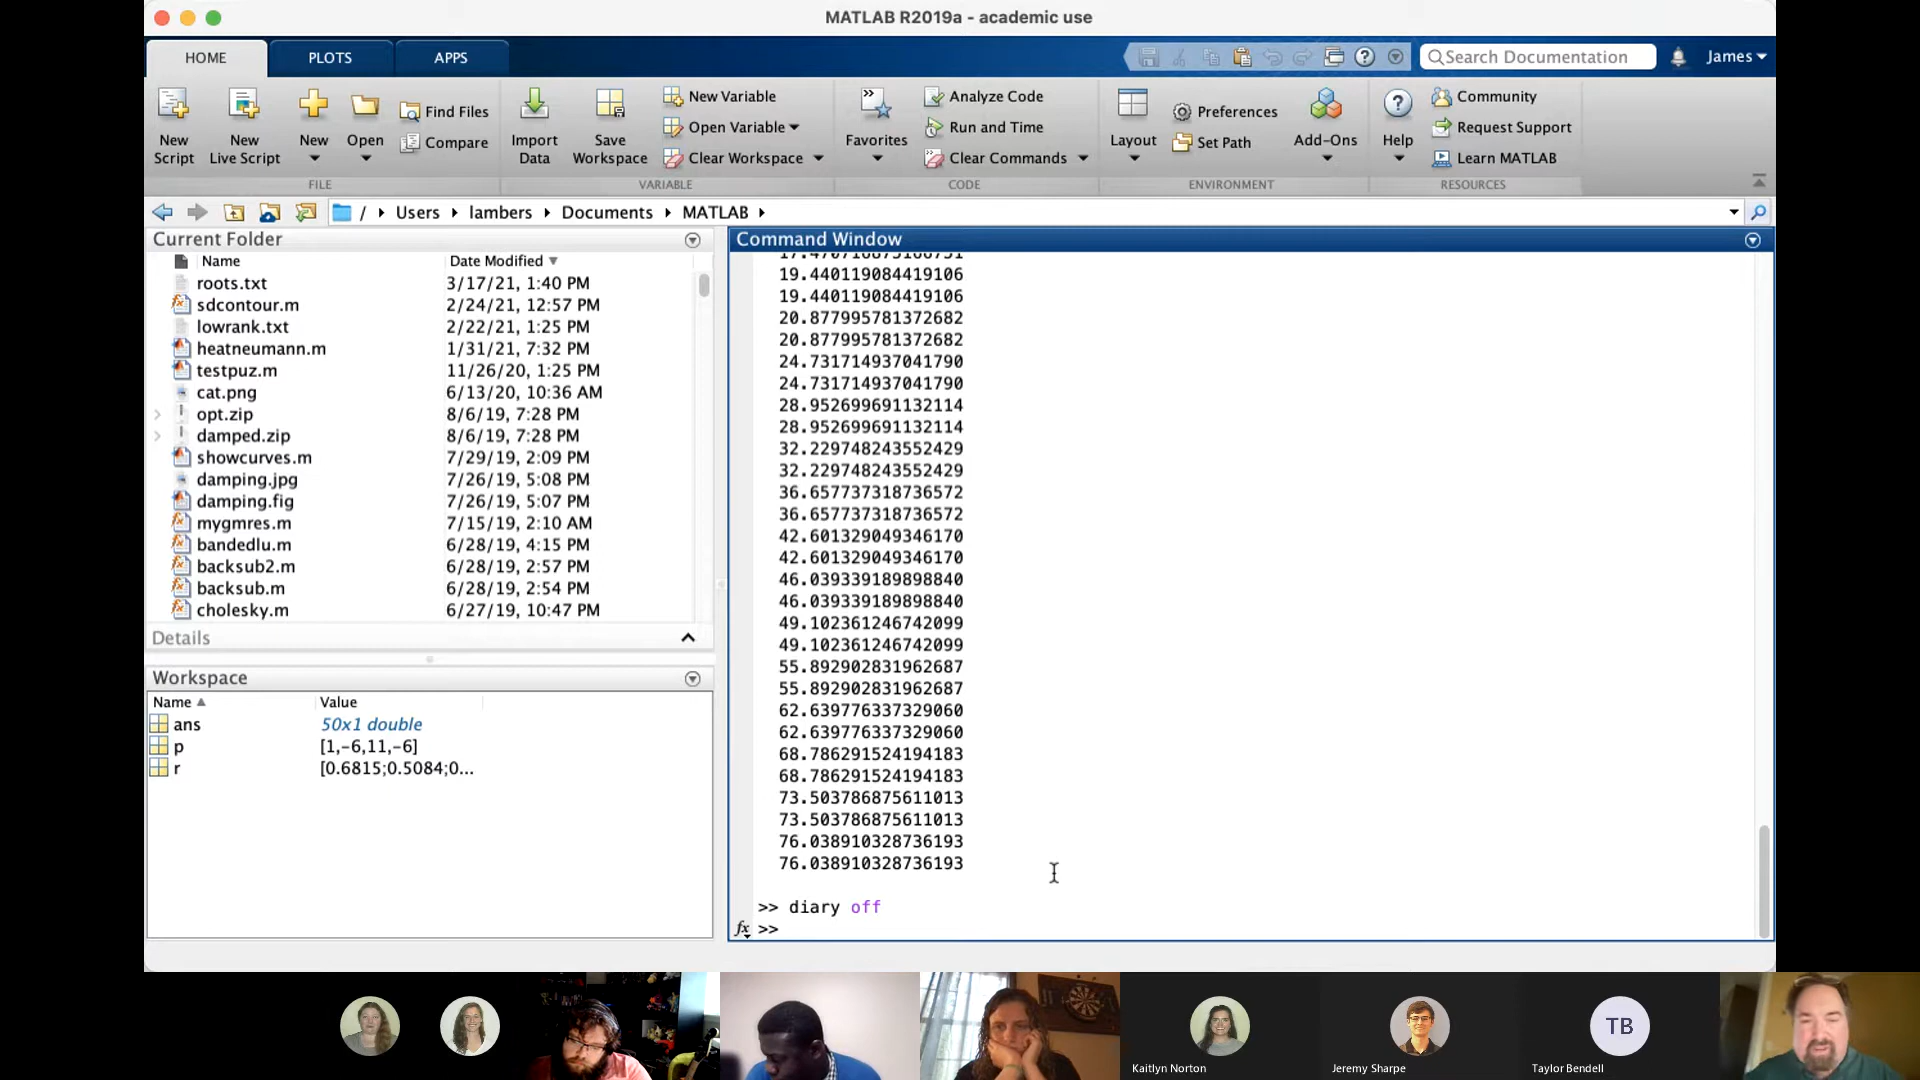 MATLAB R2019a - academic use
HOME
PLOTS
APPS
Search Documentation
James
New Script
New Live Script
New
Open
Find Files
Compare
Import Data
Save Workspace
New Variable
Open Variable
Clear Workspace
Favorites
Analyze Code
Run and Time
Clear Commands
Layout
Preferences
Set Path
Add-Ons
Help
Community
Request Support
Learn MATLAB
FILE
VARIABLE
CODE
ENVIRONMENT
RESOURCES
/ Users lambers Documents MATLAB
Current Folder
Name Date Modified
roots.txt 3/17/21, 1:40 PM
sdcontour.m 2/24/21, 12:57 PM
lowrank.txt 2/22/21, 1:25 PM
heatneumann.m 1/31/21, 7:32 PM
testpuz.m 11/26/20, 1:25 PM
cat.png 6/13/20, 10:36 AM
opt.zip 8/6/19, 7:28 PM
damped.zip 8/6/19, 7:28 PM
showcurves.m 7/29/19, 2:09 PM
damping.jpg 7/26/19, 5:08 PM
damping.fig 7/26/19, 5:07 PM
mygmres.m 7/15/19, 2:10 AM
bandedlu.m 6/28/19, 4:15 PM
backsub2.m 6/28/19, 2:57 PM
backsub.m 6/28/19, 2:54 PM
cholesky.m 6/27/19, 10:47 PM
Details
Workspace
Name Value
ans 50x1 double
p [1,-6,11,-6]
r [0.6815;0.5084;0...
Command Window
19.440119084419106
19.440119084419106
20.877995781372682
20.877995781372682
24.731714937041790
24.731714937041790
28.952699691132114
28.952699691132114
32.229748243552429
32.229748243552429
36.657737318736572
36.657737318736572
42.601329049346170
42.601329049346170
46.039339189898840
46.039339189898840
49.102361246742099
49.102361246742099
55.892902831962687
55.892902831962687
62.639776337329060
62.639776337329060
68.786291524194183
68.786291524194183
73.503786875611013
73.503786875611013
76.038910328736193
76.038910328736193
>> diary off
fx >>
Kaitlyn Norton
Jeremy Sharpe
TB
Taylor Bendell